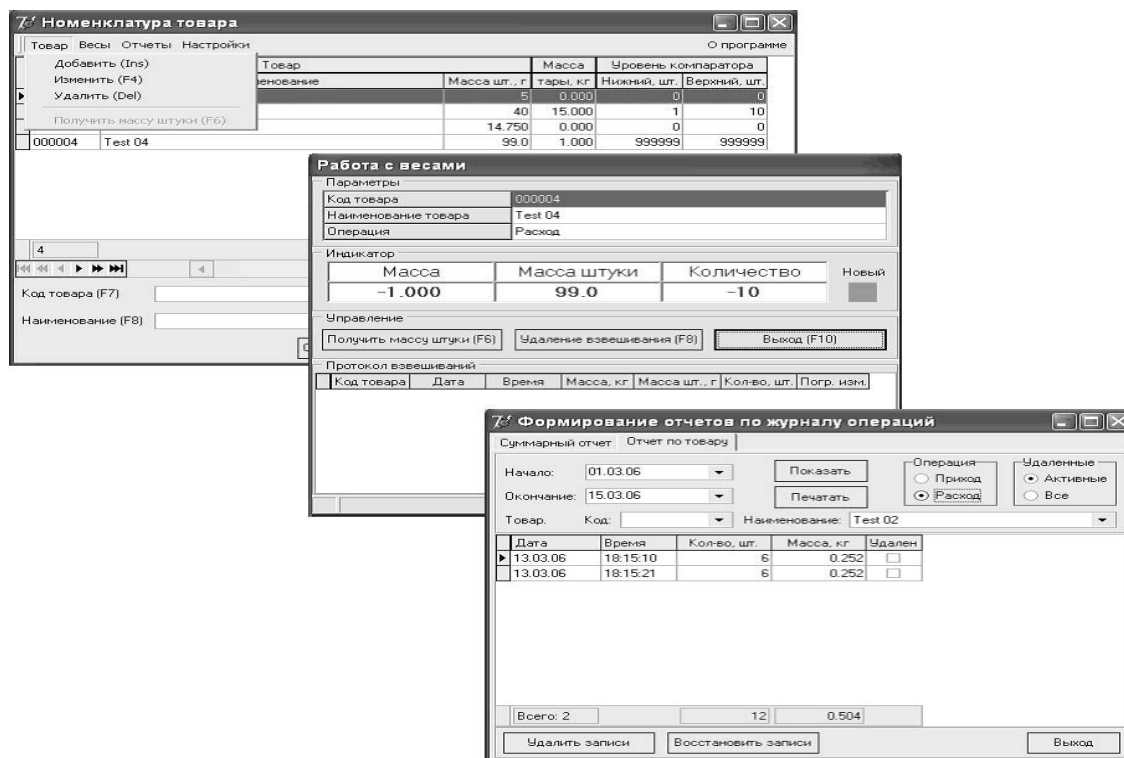 Номенклатура товара
Товар Весы Отчеты Настройки О программе
Добавить (Ins)
Изменить (F4)
Удалить (Del)
Получить массу штуки (F6)
Товар Масса Уровень компаратора
Масса шт., г тары, кг Нижний, шт. Верхний, шт.
5 0.000 0 0
40 15.000 1 10
14.750 0.000 0 0
000004 Test 04 99.0 1.000 999999 999999
4
Код товара (F7)
Наименование (F8)
Работа с весами
Параметры
Код товара 000004
Наименование товара Test 04
Операция Расход
Индикатор
Масса Масса штуки Количество Новый
-1.000 99.0 -10
Управление
Получить массу штуки (F6) Удаление взвешивания (F8) Выход (F10)
Протокол взвешиваний
Код товара Дата Время Масса, кг Масса шт., г Кол-во, шт. Погр. изм.
Формирование отчетов по журналу операций
Суммарный отчет Отчет по товару
Начало: 01.03.06 Показать Операция Удаленные
Приход Активные
Окончание: 15.03.06 Печатать Расход Все
Товар. Код: Наименование: Test 02
Дата Время Кол-во, шт. Масса, кг Удален
13.03.06 18:15:10 6 0.252
13.03.06 18:15:21 6 0.252
Всего: 2 12 0.504
Удалить записи Восстановить записи Выход